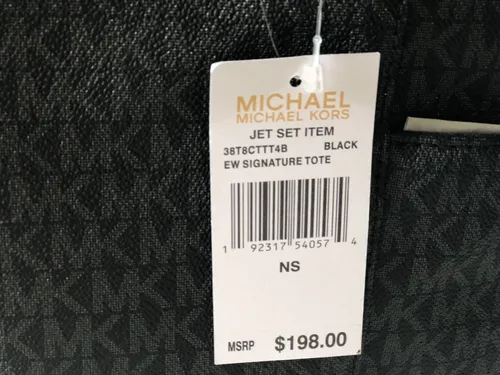 MICHAEL
MICHAEL KORS
JET SET ITEM
38T8CTTT4B BLACK
EW SIGNATURE TOTE
1 92317 54057 4
NS
MSRP $198.00